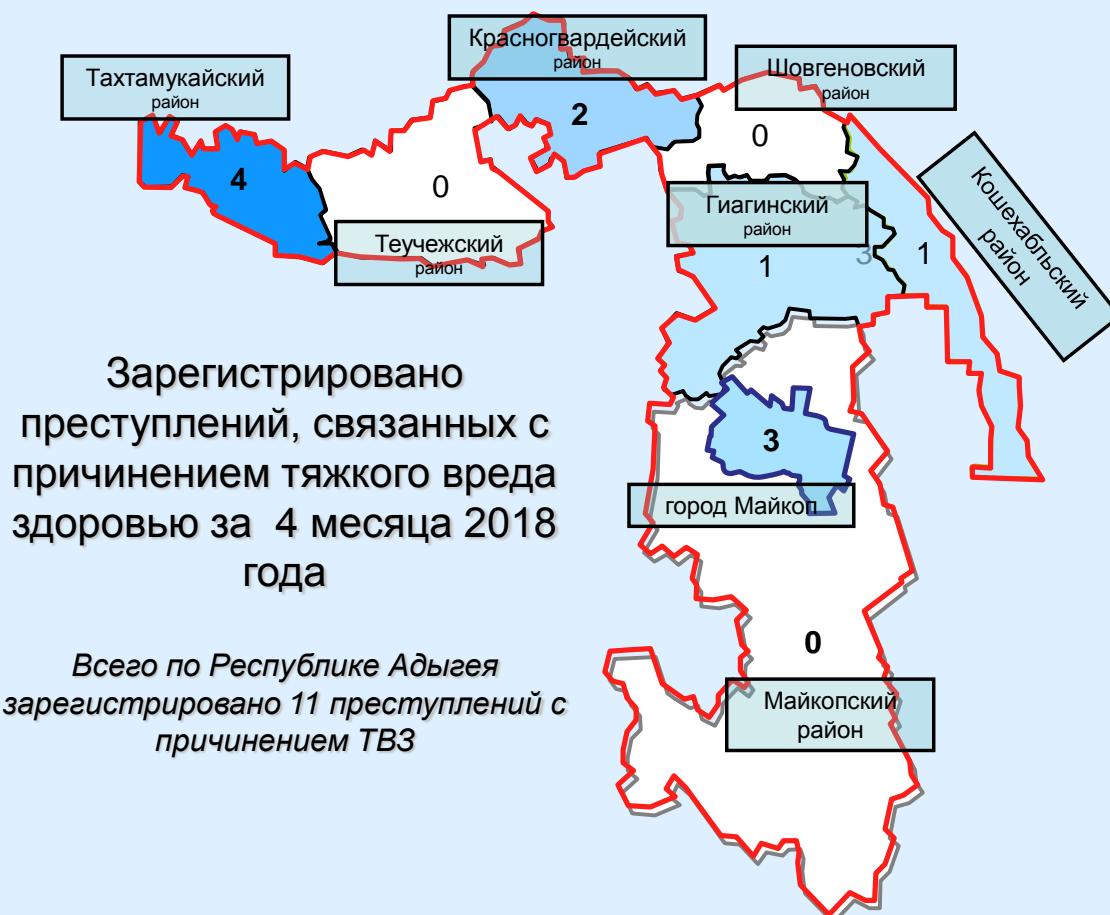 Красногвардейский
район
Шовгеновский
район
Тахтамукайский
район
2
0
4
0
Кошехабльский
район
Гиагинский
район
Теучежский
район
1
3
1
Зарегистрировано
преступлений, связанных с
причинением тяжкого вреда
здоровью за 4 месяца 2018
года
3
город Майкоп
0
Всего по Республике Адыгея
зарегистрировано 11 преступлений с
причинением ТВЗ
Майкопский
район